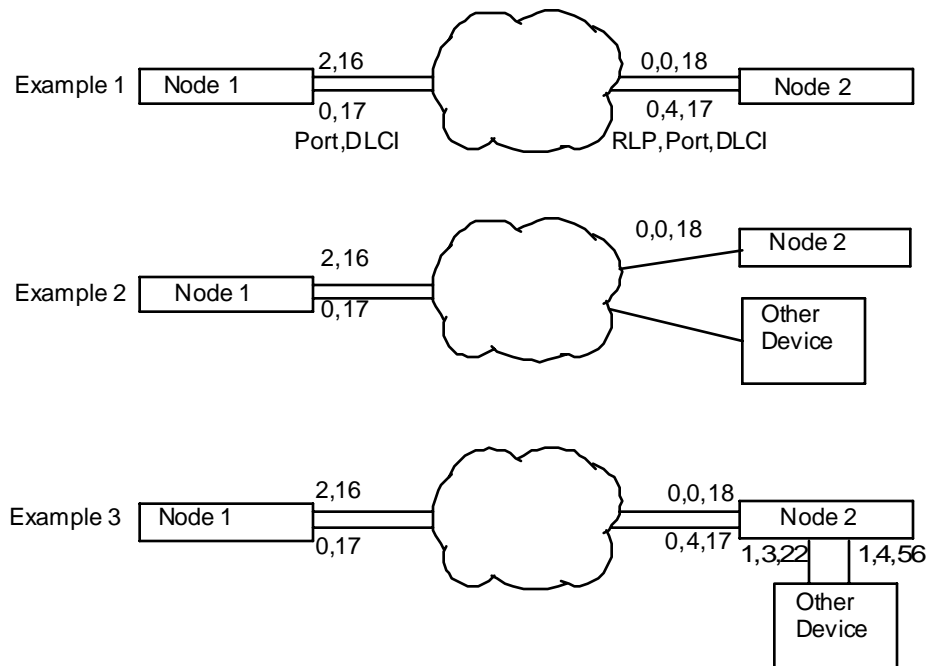 2,16
0,0,18
Example 1
Node 1
Node 2
0,17
0,4,17
Port,DLCI
RLP,Port,DLCI
0,0,18
Node 2
2,16
Example 2
Node 1
0,17
Other
Device
2,16
0,0,18
Example 3
Node 1
Node 2
0,17
0,4,17
1,3,22
1,4,56
Other
Device